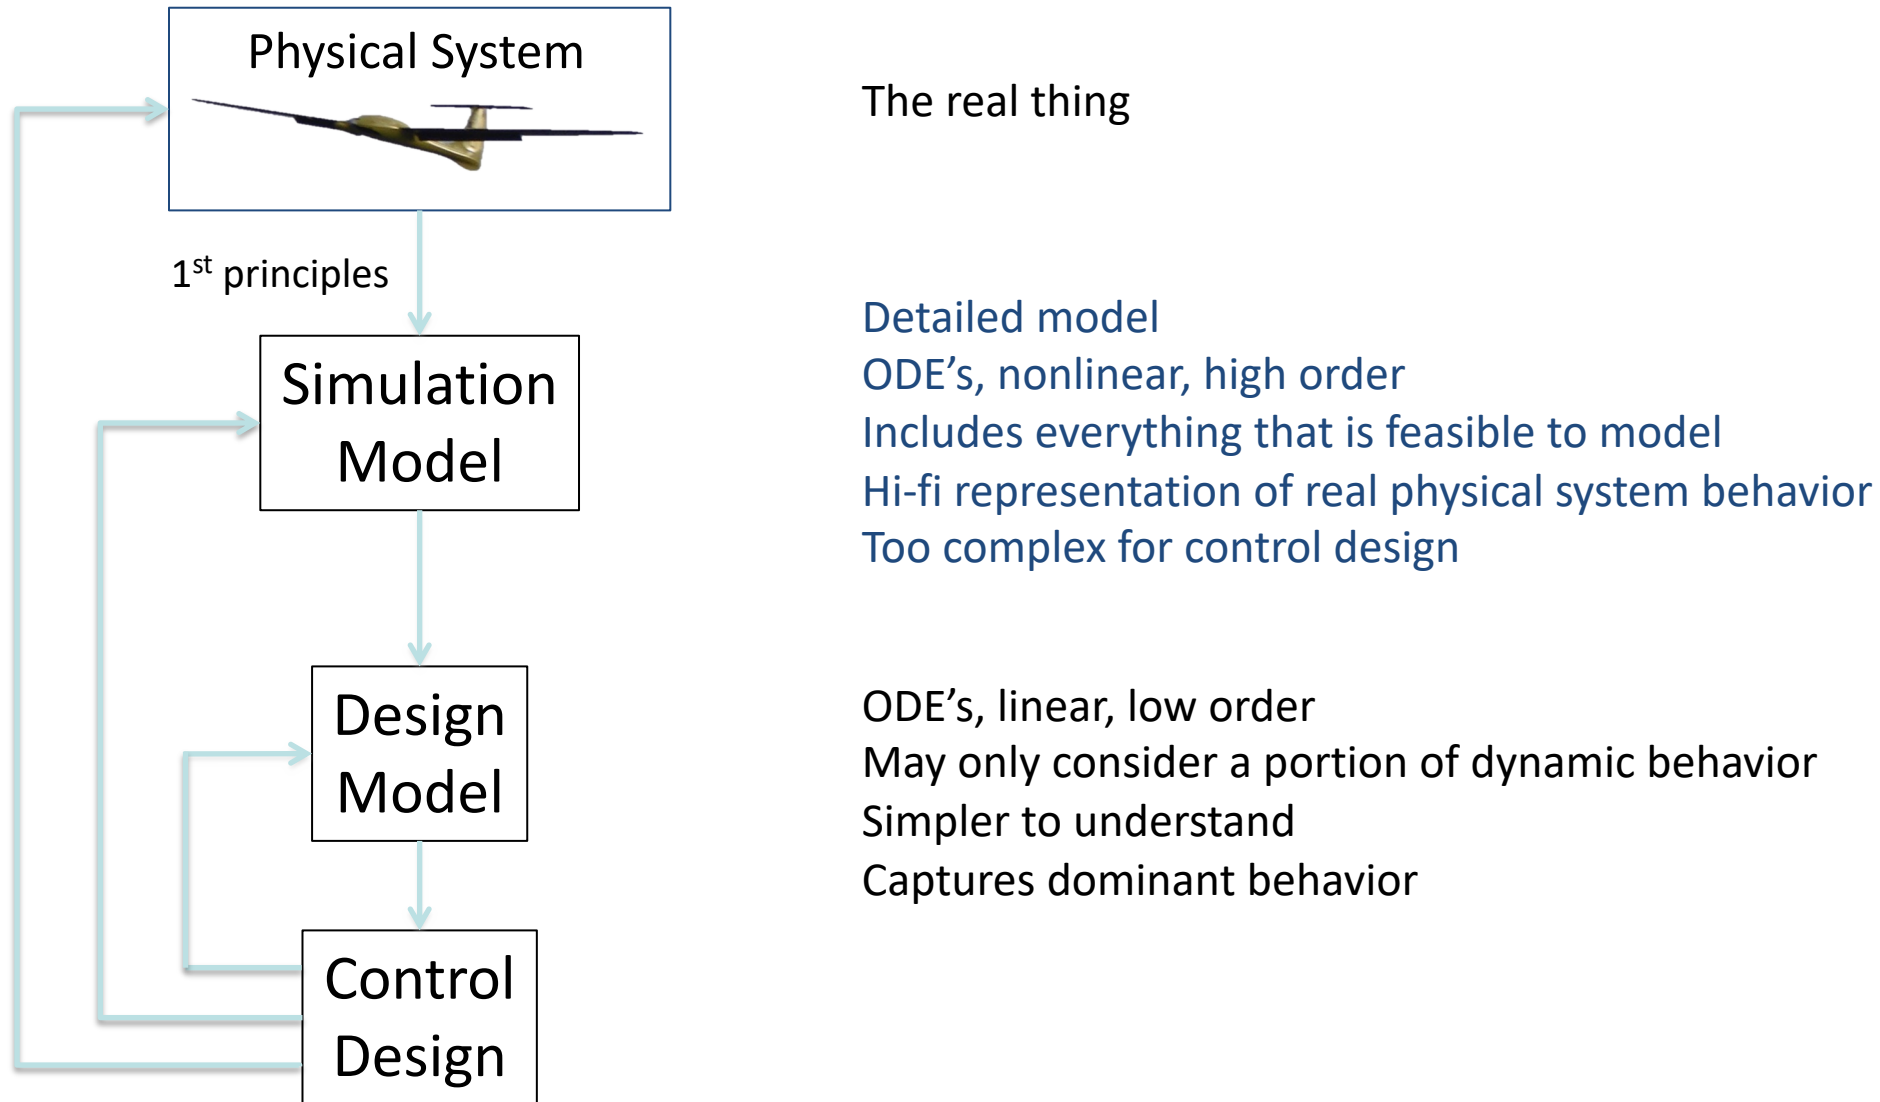 Physical System
The real thing
1st principles
Simulation
Model
Detailed model
ODE’s, nonlinear, high order
Includes everything that is feasible to model
Hi-fi representation of real physical system behavior
Too complex for control design
Design
Model
ODE’s, linear, low order
May only consider a portion of dynamic behavior
Simpler to understand
Captures dominant behavior
Control
Design